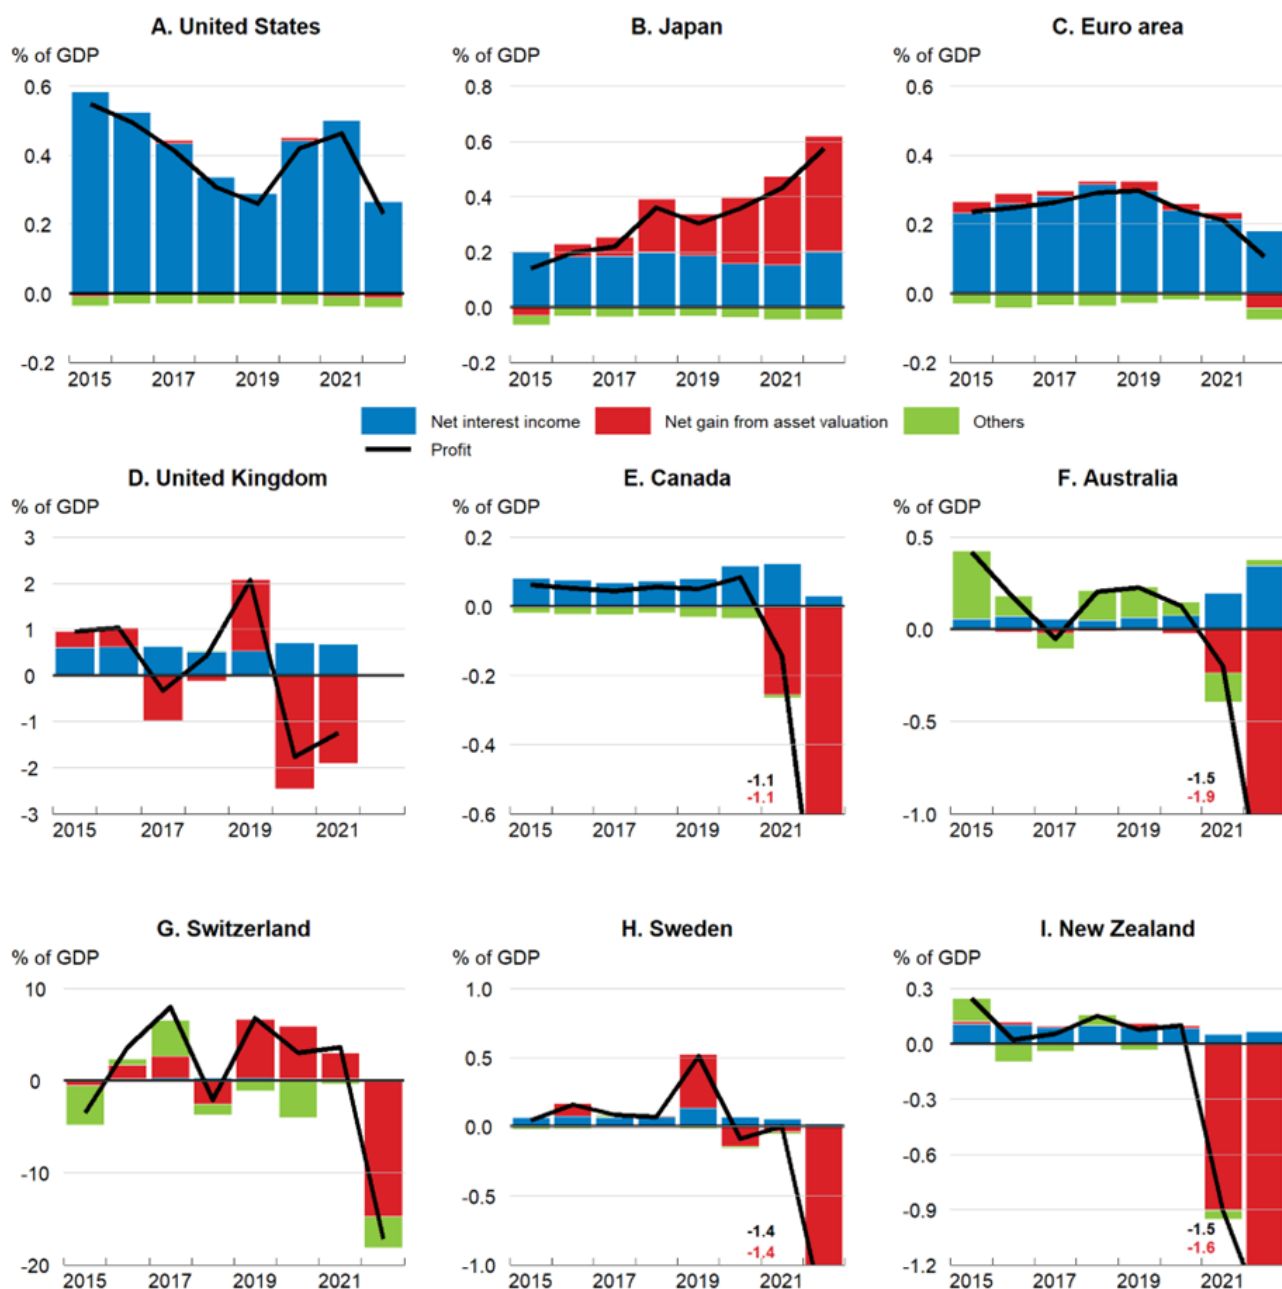 A. United States
% of GDP
0.6
0.4
0.2
0.0
-0.2
2015 2017 2019 2021
B. Japan
% of GDP
0.8
0.6
0.4
0.2
0.0
-0.2
2015 2017 2019 2021
C. Euro area
% of GDP
0.6
0.4
0.2
0.0
-0.2
2015 2017 2019 2021
Net interest income Net gain from asset valuation Others
Profit
D. United Kingdom
% of GDP
3
2
1
0
-1
-2
-3
2015 2017 2019 2021
E. Canada
% of GDP
0.2
0.0
-0.2
-0.4
-0.6
-1.1
-1.1
2015 2017 2019 2021
F. Australia
% of GDP
0.5
0.0
-0.5
-1.0
-1.5
-1.9
2015 2017 2019 2021
G. Switzerland
% of GDP
10
0
-10
-20
2015 2017 2019 2021
H. Sweden
% of GDP
1.0
0.5
0.0
-0.5
-1.0
-1.4
-1.4
2015 2017 2019 2021
I. New Zealand
% of GDP
0.3
0.0
-0.3
-0.6
-0.9
-1.2
-1.5
-1.6
2015 2017 2019 2021